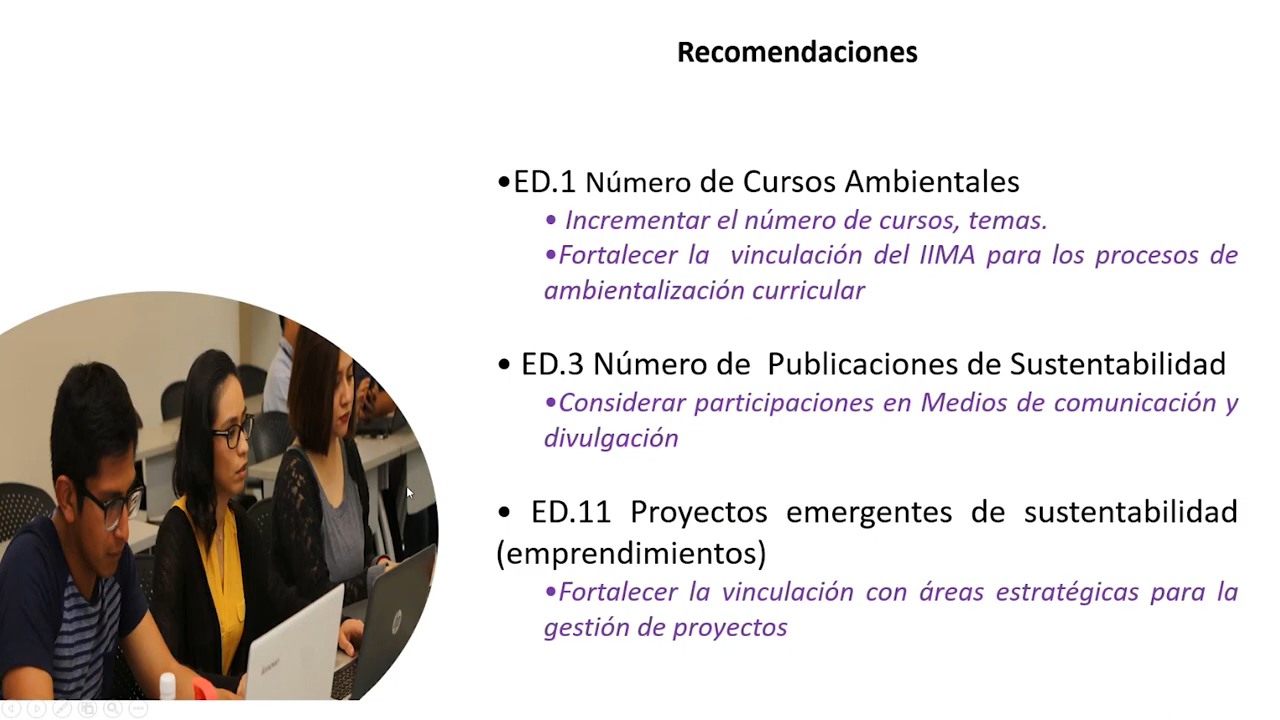 Recomendaciones
•ED.1 Número de Cursos Ambientales
• Incrementar el número de cursos, temas.
•Fortalecer la vinculación del IIMA para los procesos de
ambientalización curricular
• ED.3 Número de Publicaciones de Sustentabilidad
•Considerar participaciones en Medios de comunicación y
divulgación
• ED.11 Proyectos emergentes de sustentabilidad
(emprendimientos)
•Fortalecer la vinculación con áreas estratégicas para la
gestión de proyectos
hp
lenovo